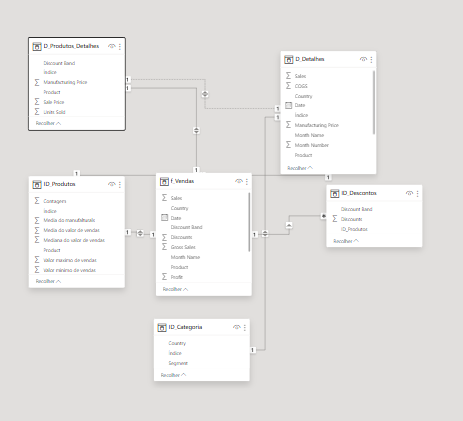 D_Produtos_Detalhes
Discount Band
Indice
Manufacturing Price
Product
Sale Price
Units Sold
Recolher
D_Detalhes
Sales
COGS
Country
Date
Indice
Manufacturing Price
Month Name
Month Number
Product
Recolher
ID_Produtos
Contagem
Indice
Media do manufatturati
Media do valor de vendas
Mediana do valor de vendas
Product
Valor maximo de vendas
Valor minimo de vendas
Recolher
F_Vendas
Sales
Country
Date
Discount Band
Discounts
Gross Sales
Month Name
Product
Profit
Recolher
ID_Descontos
Discount Band
Discounts
ID_Produtos
Recolher
ID_Categoria
Country
Indice
Segment
Recolher
1
1
1
1
1
1
1
1
1
1
1
1